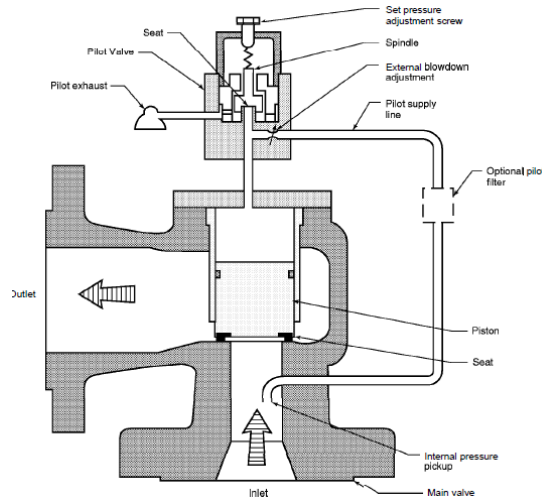 Set pressure
adjustment screw
Seat
Spindle
Pilot Valve
External blowdown
adjustment
Pilot exhaust
Pilot supply
line
Optional pilo
filter
Outlet
Piston
Seat
Internal pressure
pickup
Main valve
Inlet